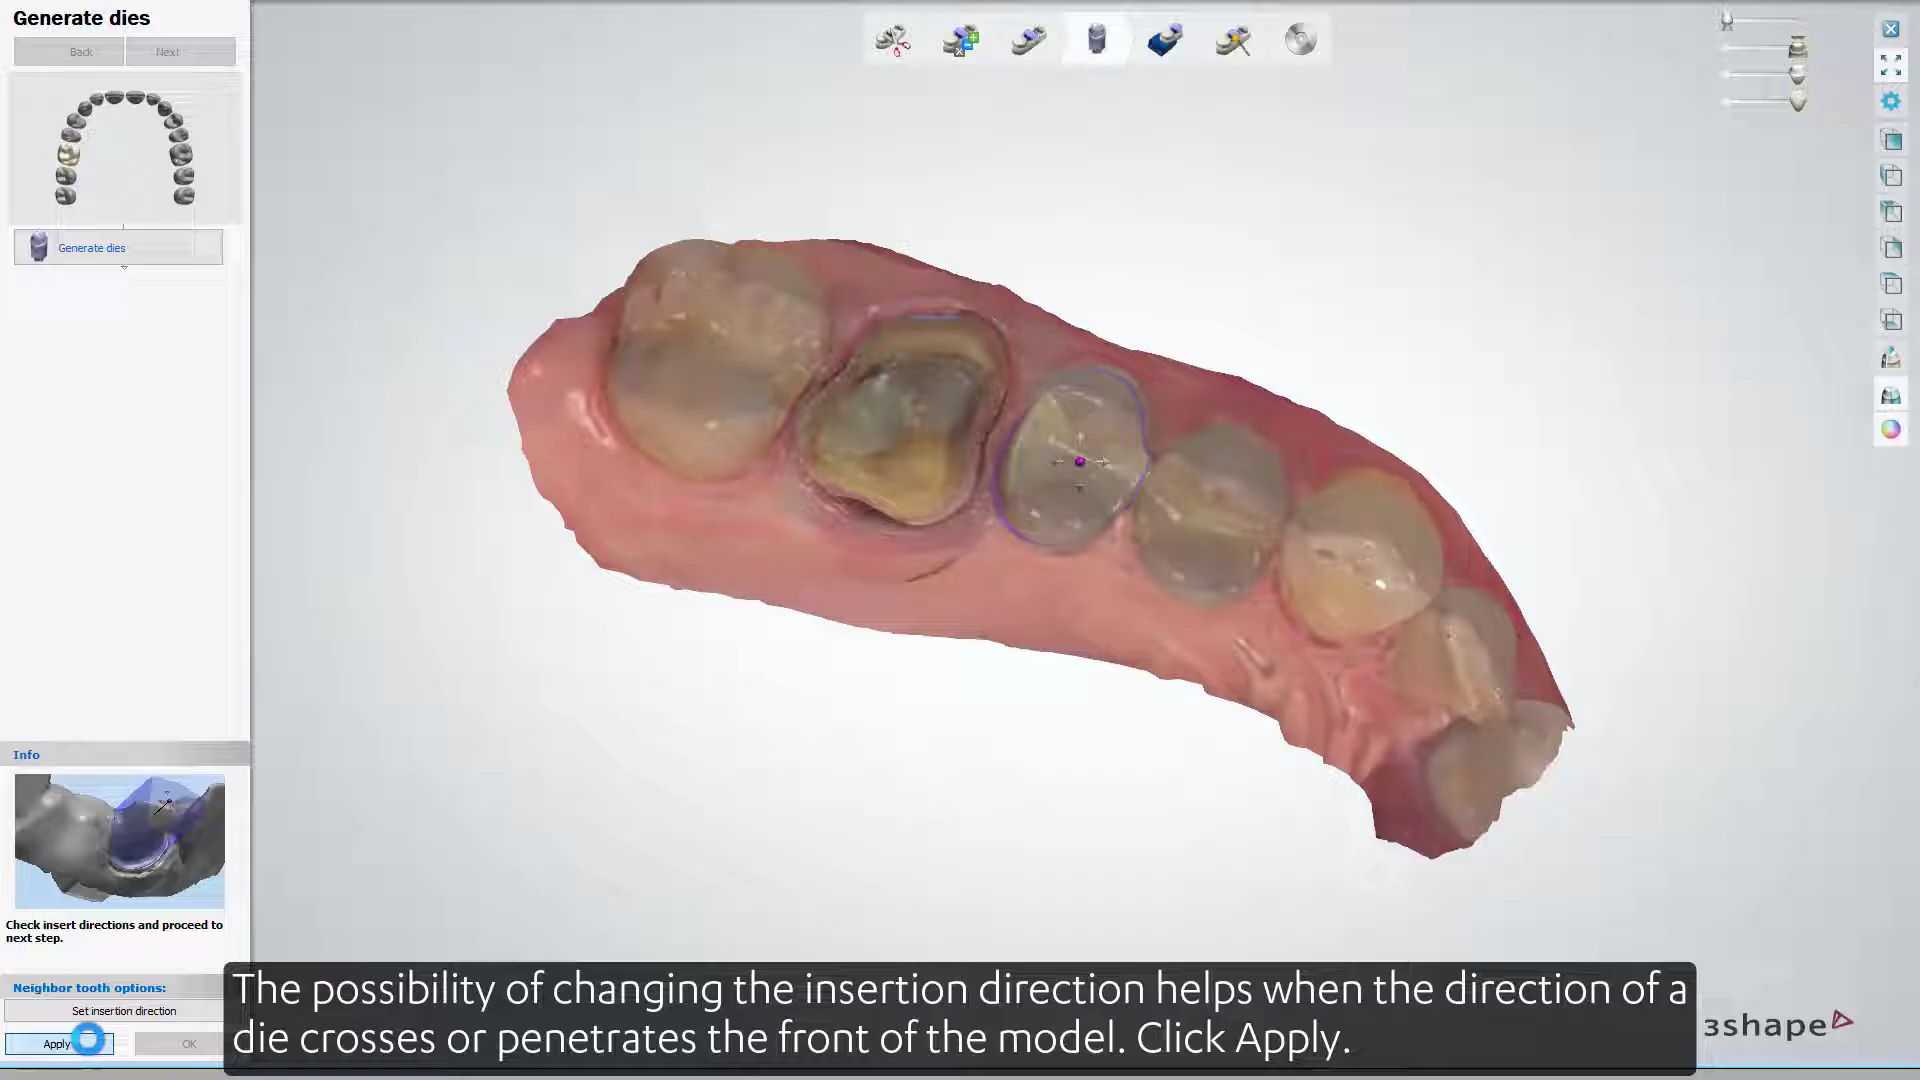 Generate dies
Back
Next
Generate dies
Info
Check insert directions and proceed to
next step.
Neighbor tooth options:
Set insertion direction
Apply
OK
The possibility of changing the insertion direction helps when the direction of a
die crosses or penetrates the front of the model. Click Apply.
3shape